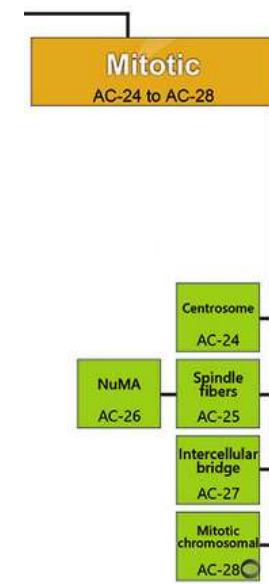 Mitotic
AC-24 to AC-28
Centrosome
AC-24
NuMA
AC-26
Spindle
fibers
AC-25
Intercellular
bridge
AC-27
Mitotic
chromosomal
AC-28